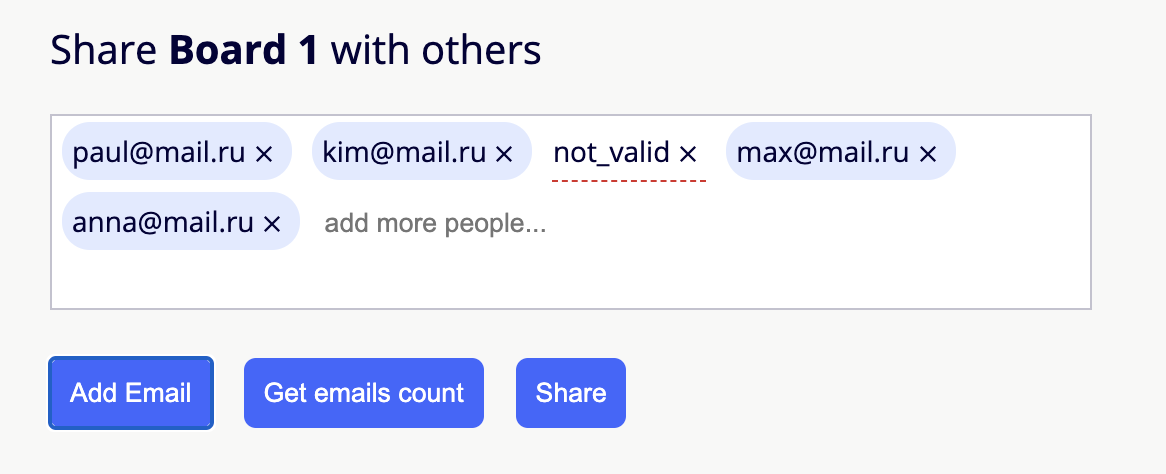 Share Board 1 with others
paul@mail.ru × kim@mail.ru × not_valid × max@mail.ru ×
anna@mail.ru × add more people...
Add Email Get emails count Share